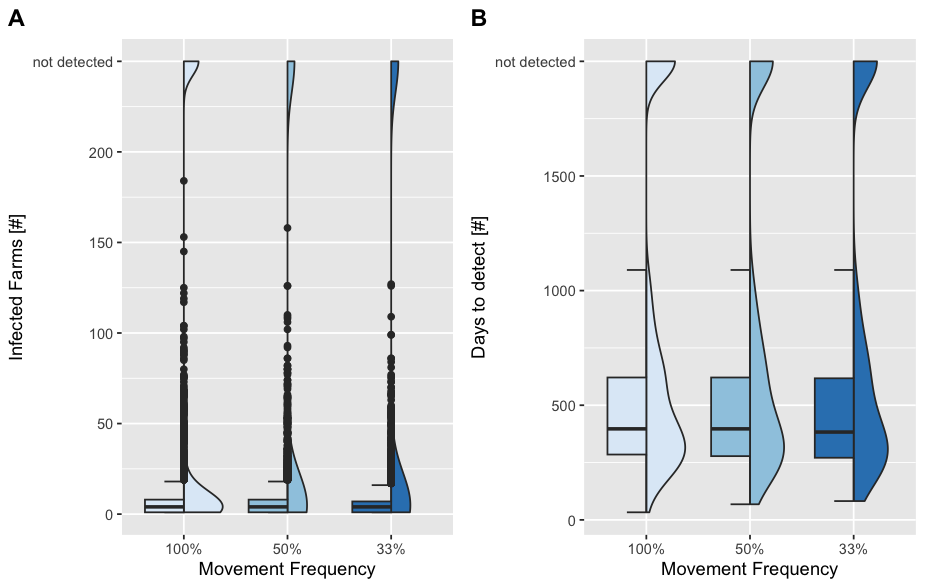 A
Infected Farms [#]
not detected
200
150
100
50
0
100%
50%
33%
Movement Frequency
B
Days to detect [#]
not detected
1500
1000
500
0
100%
50%
33%
Movement Frequency